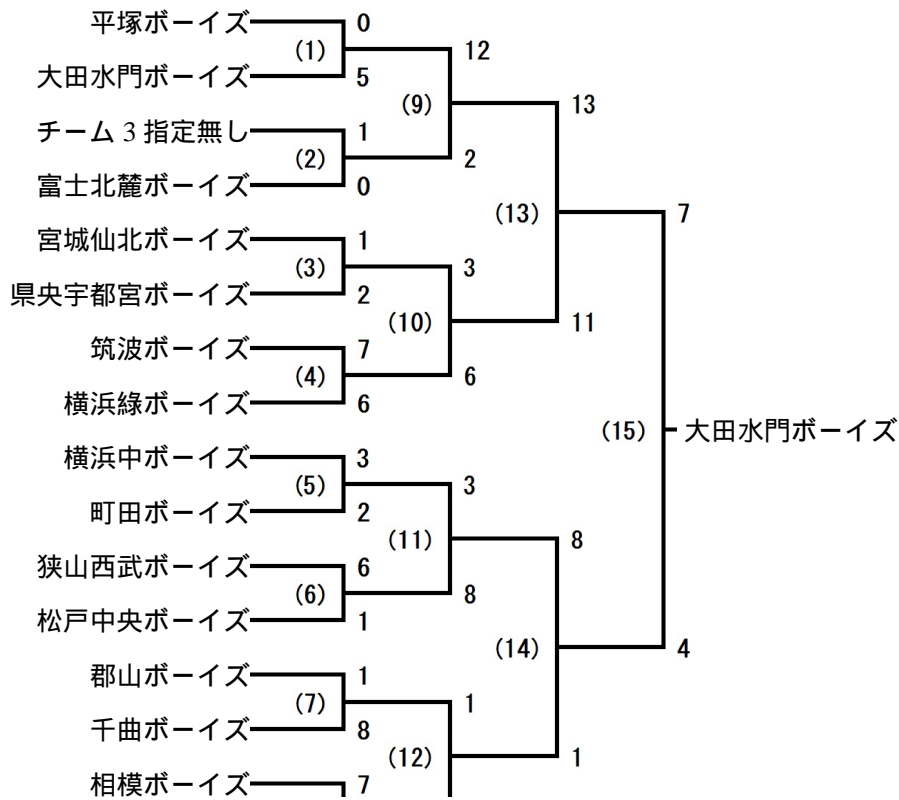 平塚ボーイズ 0
(1) 12
大田水門ボーイズ 5
(9) 13
チーム 3 指定無し 1
(2) 2
富士北麓ボーイズ 0
(13) 7
宮城仙北ボーイズ 1
(3) 3
県央宇都宮ボーイズ 2
(10) 11
筑波ボーイズ 7
(4) 6
横浜綠ボーイズ 6
(15) 大田水門ボーイズ
横浜中ボーイズ 3
(5) 3
町田ボーイズ 2
(11) 8
狭山西武ボーイズ 6
(6) 8
松戸中央ボーイズ 1
(14) 4
郡山ボーイズ 1
(7) 1
千曲ボーイズ 8
(12) 1
相模ボーイズ 7